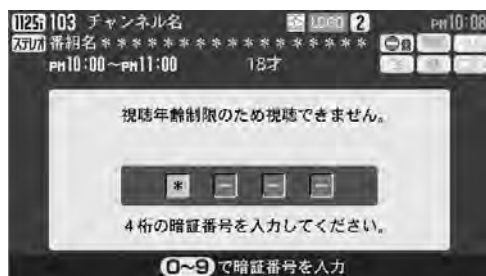 1125i 103 チャンネル名 LOGO 2 PM10:08
ステレオ 番組名＊＊＊＊＊＊＊＊＊＊＊＊＊＊
PM10:00～PM11:00 18才
視聴年齢制限のため視聴できません。
* － － －
4桁の暗証番号を入力してください。
0～9で暗証番号を入力